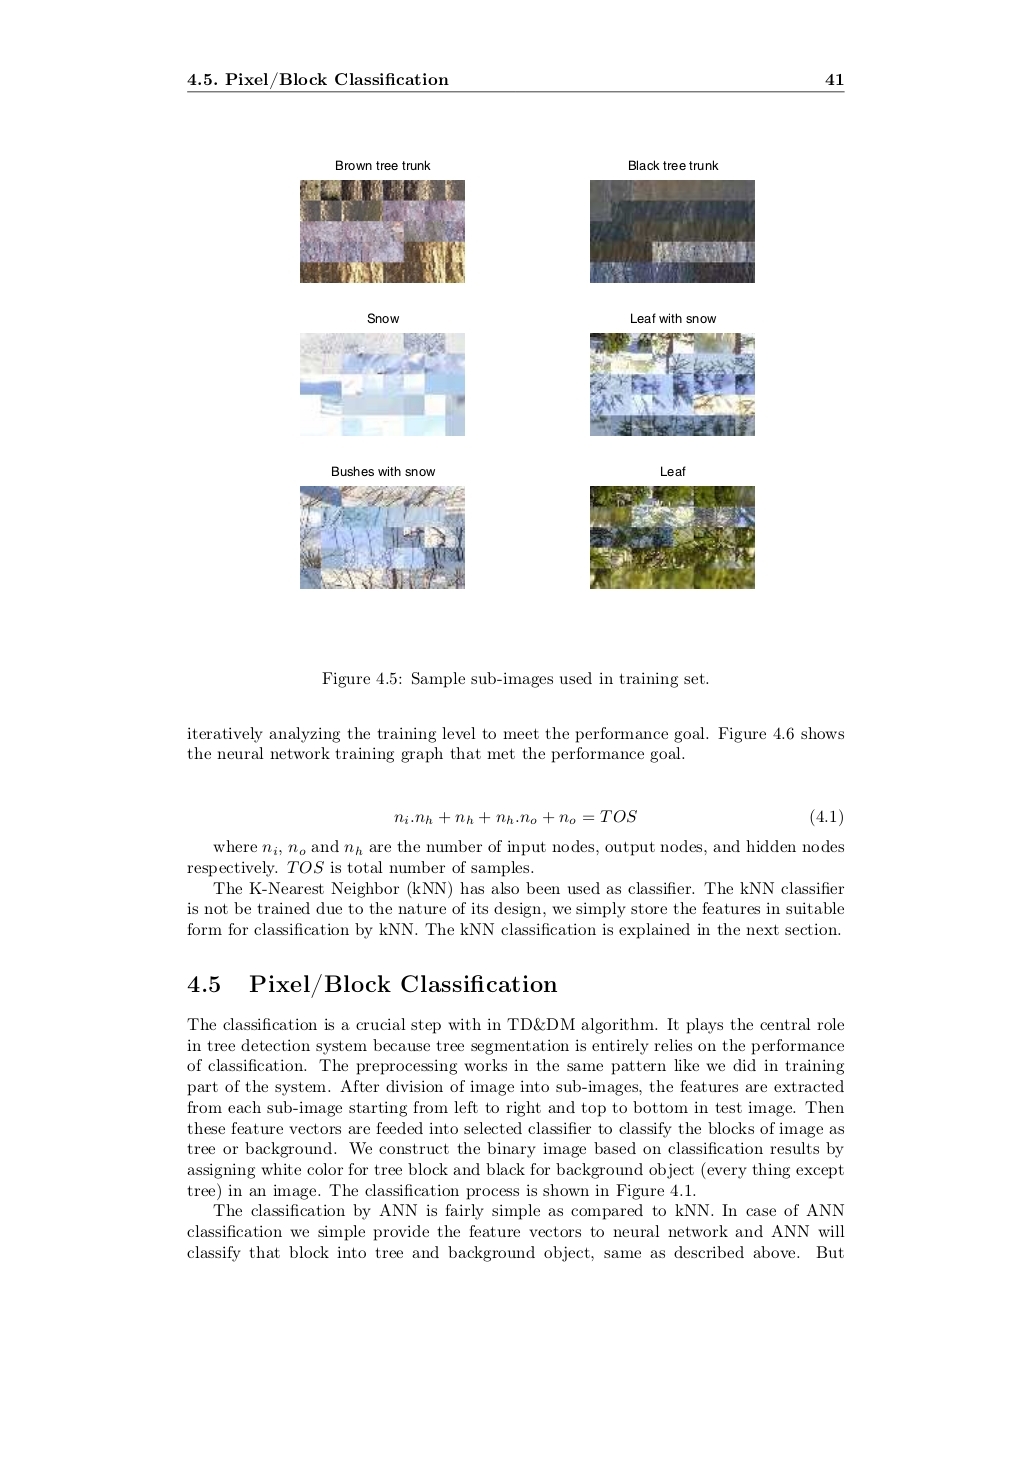 4.5. Pixel/Block Classification 41
Brown tree trunk
Black tree trunk
Snow
Leaf with snow
Bushes with snow
Leaf
Figure 4.5: Sample sub-images used in training set.
iteratively analyzing the training level to meet the performance goal. Figure 4.6 shows
the neural network training graph that met the performance goal.
n_i.n_h + n_h + n_h.n_o + n_o = TOS (4.1)
where n_i, n_o and n_h are the number of input nodes, output nodes, and hidden nodes
respectively. TOS is total number of samples.
The K-Nearest Neighbor (kNN) has also been used as classifier. The kNN classifier
is not be trained due to the nature of its design, we simply store the features in suitable
form for classification by kNN. The kNN classification is explained in the next section.
4.5 Pixel/Block Classification
The classification is a crucial step with in TD&DM algorithm. It plays the central role
in tree detection system because tree segmentation is entirely relies on the performance
of classification. The preprocessing works in the same pattern like we did in training
part of the system. After division of image into sub-images, the features are extracted
from each sub-image starting from left to right and top to bottom in test image. Then
these feature vectors are feeded into selected classifier to classify the blocks of image as
tree or background. We construct the binary image based on classification results by
assigning white color for tree block and black for background object (every thing except
tree) in an image. The classification process is shown in Figure 4.1.
The classification by ANN is fairly simple as compared to kNN. In case of ANN
classification we simple provide the feature vectors to neural network and ANN will
classify that block into tree and background object, same as described above. But